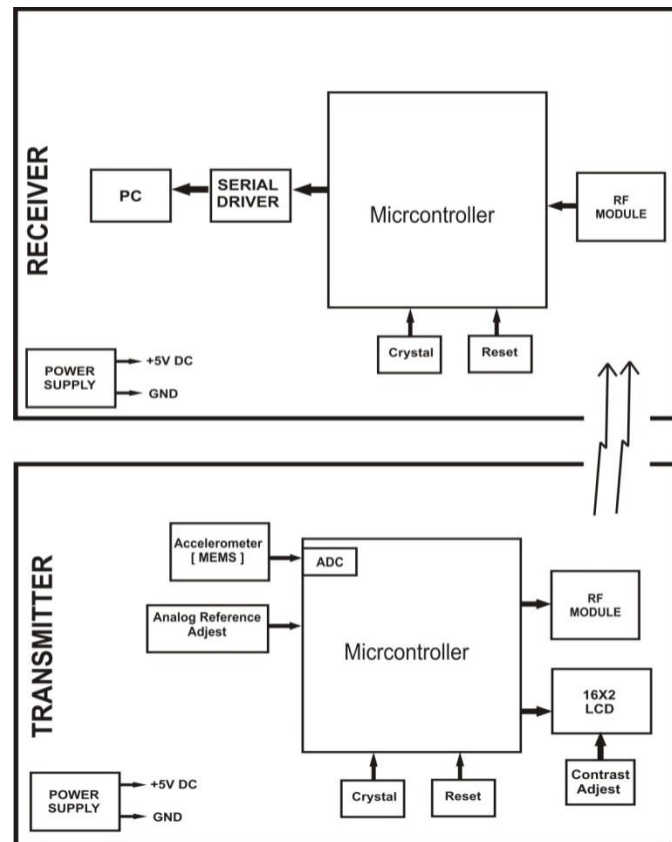 RECEIVER
PC
SERIAL
DRIVER
Micrcontroller
RF
MODULE
Crystal
Reset
POWER
SUPPLY
+5V DC
GND
TRANSMITTER
Accelerometer
[ MEMS ]
ADC
Analog Reference
Adjest
Micrcontroller
RF
MODULE
16X2
LCD
Contrast
Adjest
Crystal
Reset
POWER
SUPPLY
+5V DC
GND